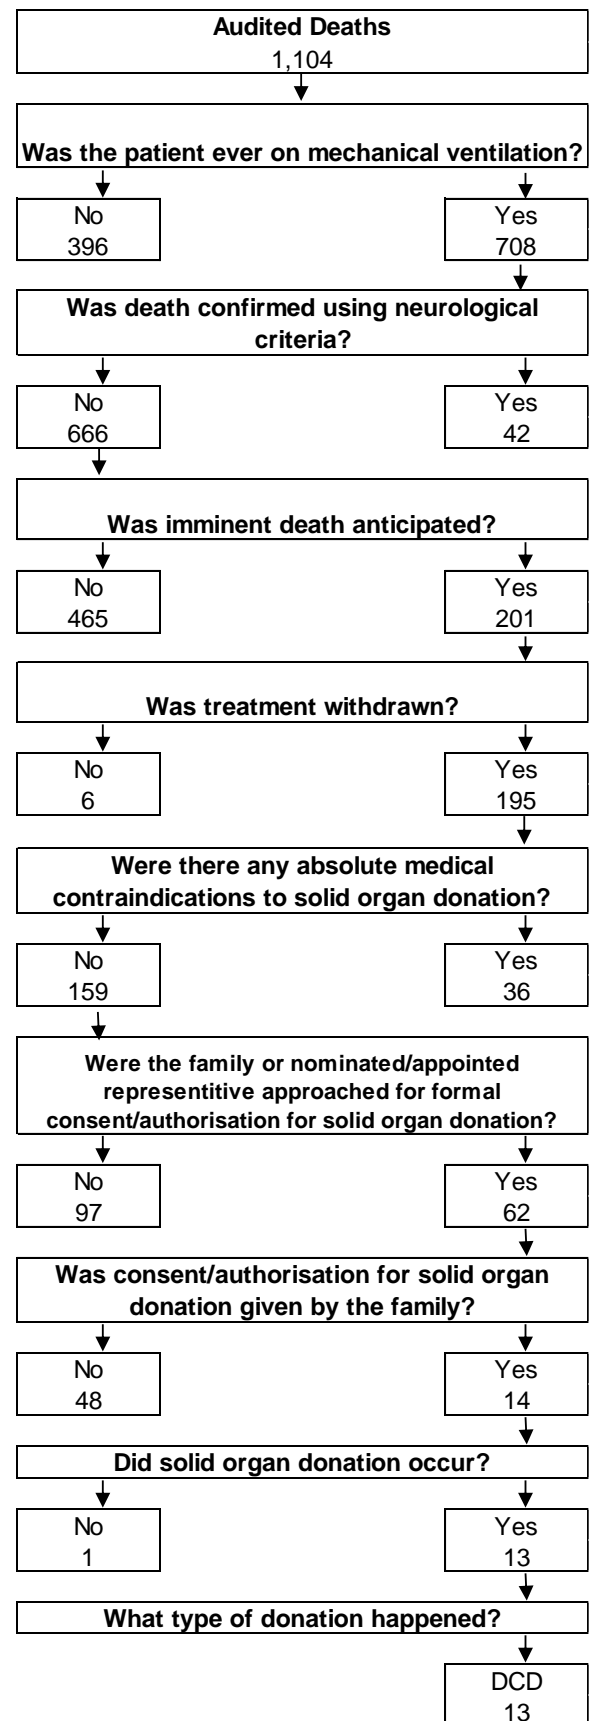 Audited Deaths
1,104
Was the patient ever on mechanical ventilation?
No
396
Yes
708
Was death confirmed using neurological
criteria?
No
666
Yes
42
Was imminent death anticipated?
No
465
Yes
201
Was treatment withdrawn?
No
6
Yes
195
Were there any absolute medical
contraindications to solid organ donation?
No
159
Yes
36
Were the family or nominated/appointed
representitive approached for formal
consent/authorisation for solid organ donation?
No
97
Yes
62
Was consent/authorisation for solid organ
donation given by the family?
No
48
Yes
14
Did solid organ donation occur?
No
1
Yes
13
What type of donation happened?
DCD
13